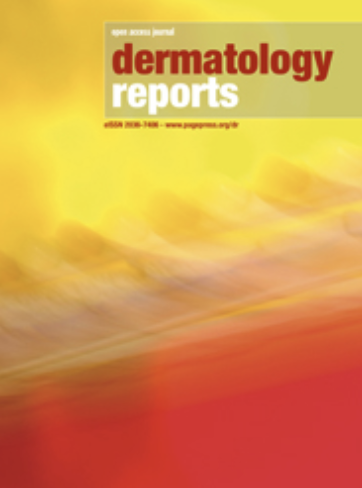 open access journal
dermatology
reports
eISSN 2036-7406 – www.pagepress.org/dr